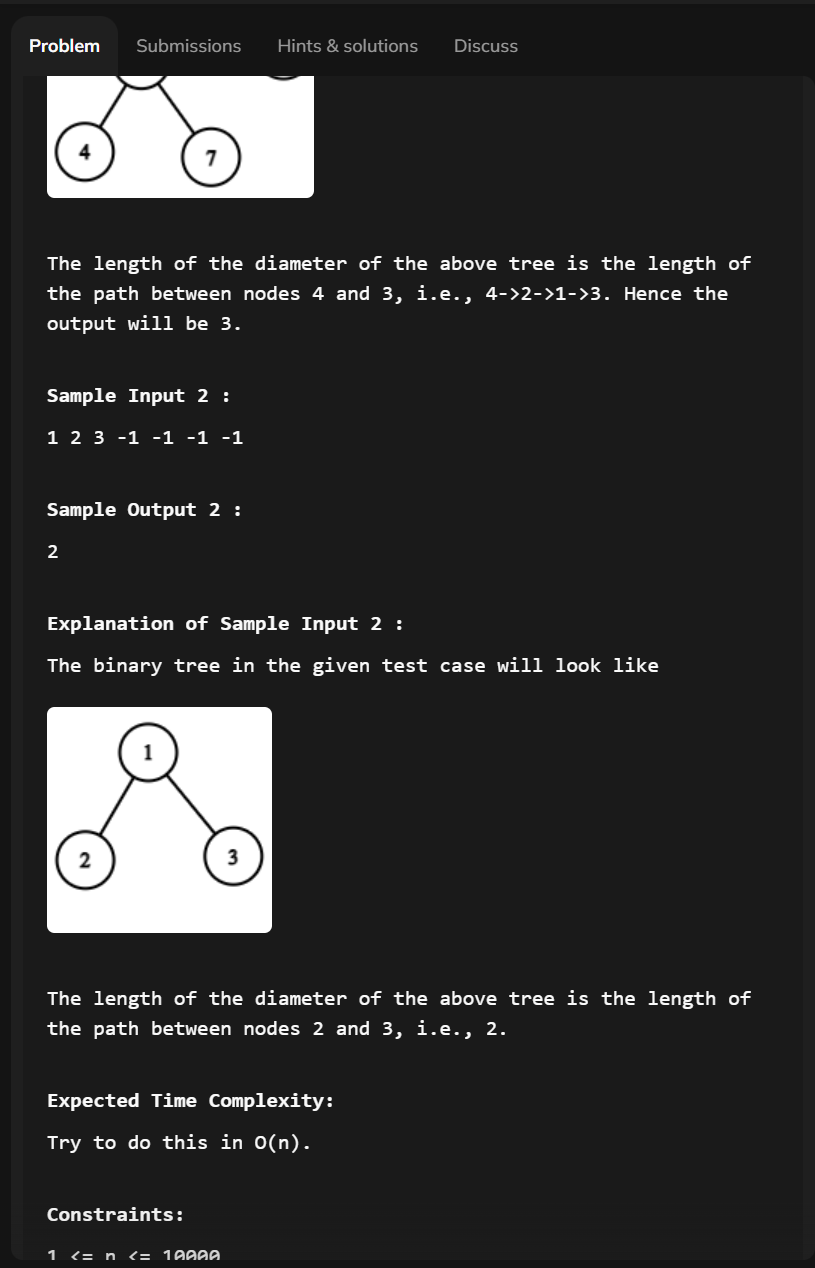 Problem Submissions Hints & solutions Discuss
4 7
The length of the diameter of the above tree is the length of
the path between nodes 4 and 3, i.e., 4->2->1->3. Hence the
output will be 3.
Sample Input 2 :
1 2 3 -1 -1 -1 -1
Sample Output 2 :
2
Explanation of Sample Input 2 :
The binary tree in the given test case will look like
1
2 3
The length of the diameter of the above tree is the length of
the path between nodes 2 and 3, i.e., 2.
Expected Time Complexity:
Try to do this in O(n).
Constraints:
1 <= n <= 10000